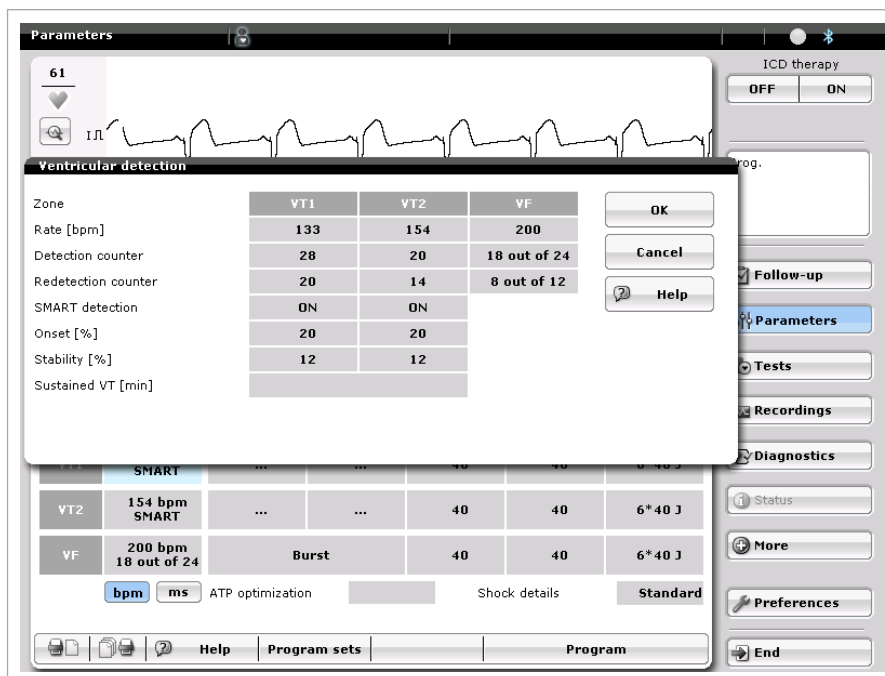 Parameters
61
ICD therapy
OFF ON
Ventricular detection
rog.
Zone VT1 VT2 VF
Rate [bpm] 133 154 200
Detection counter 28 20 18 out of 24
Redetection counter 20 14 8 out of 12
SMART detection ON ON
Onset [%] 20 20
Stability [%] 12 12
Sustained VT [min]
OK
Cancel
Help
Follow-up
Parameters
Tests
Recordings
Diagnostics
Status
More
Preferences
End
VT1 SMART ... ... 40 40 6*40 J
VT2 154 bpm ... ... 40 40 6*40 J
SMART
VF 200 bpm Burst 40 40 6*40 J
18 out of 24
bpm ms ATP optimization Shock details Standard
Help Program sets Program